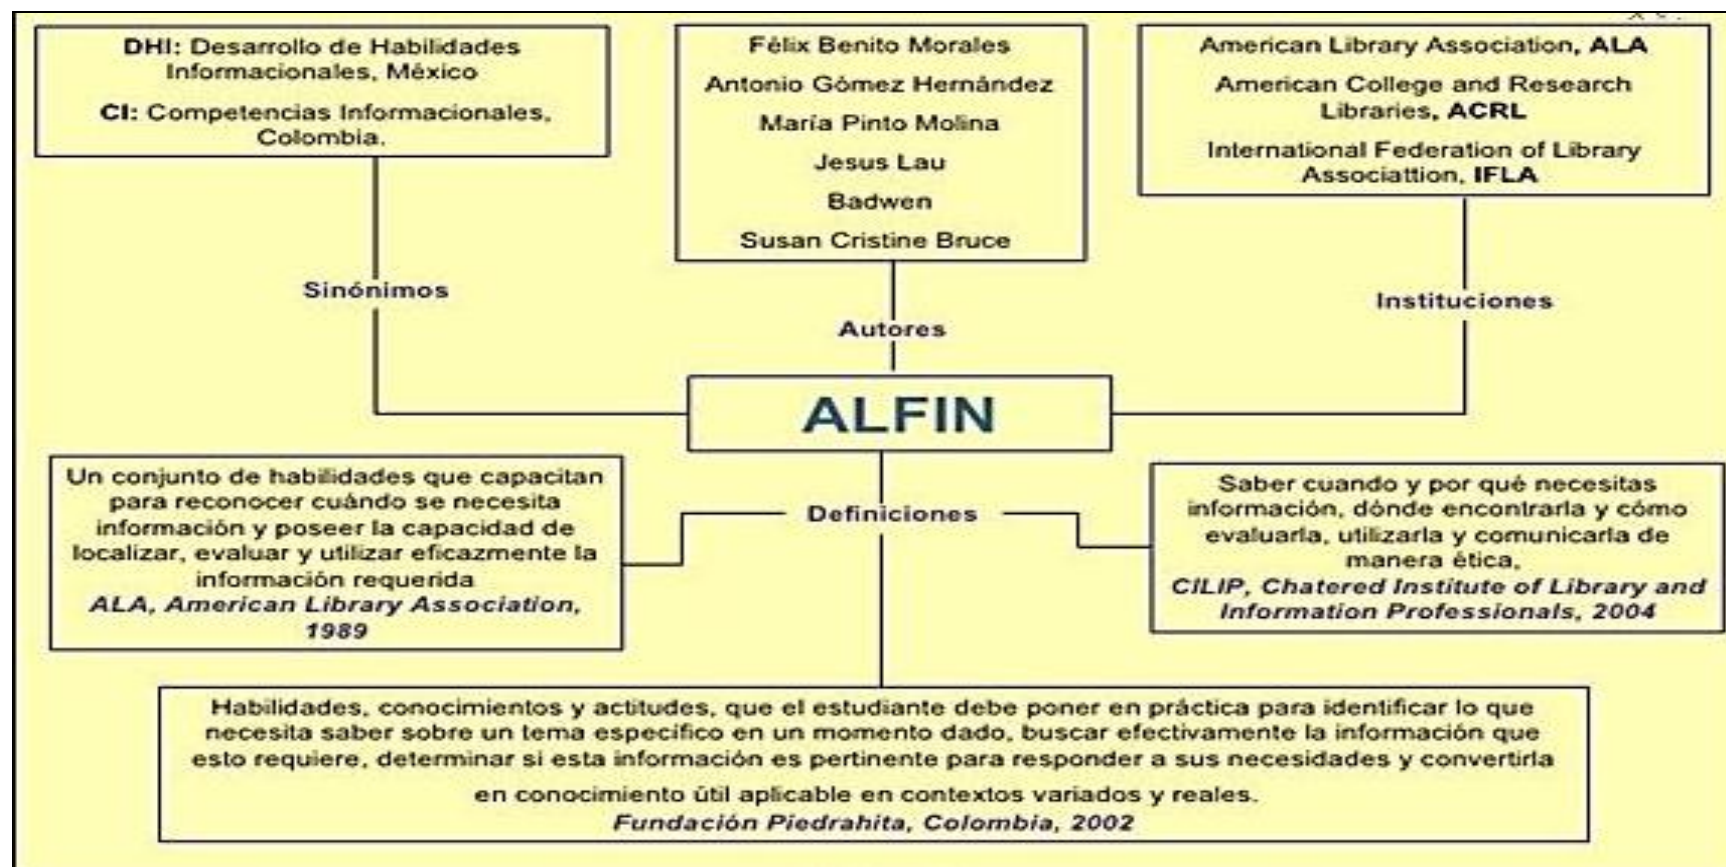 DHI: Desarrollo de Habilidades
Informacionales, México
CI: Competencias Informacionales,
Colombia.
Félix Benito Morales
Antonio Gómez Hernández
María Pinto Molina
Jesus Lau
Badwen
Susan Cristine Bruce
American Library Association, ALA
American College and Research
Libraries, ACRL
International Federation of Library
Associattion, IFLA
Sinónimos
Autores
Instituciones
ALFIN
Definiciones
Un conjunto de habilidades que capacitan
para reconocer cuándo se necesita
información y poseer la capacidad de
localizar, evaluar y utilizar eficazmente la
información requerida
ALA, American Library Association,
1989
Saber cuando y por qué necesitas
información, dónde encontrarla y cómo
evaluarla, utilizarla y comunicarla de
manera ética,
CILIP, Chatered Institute of Library and
Information Professionals, 2004
Habilidades, conocimientos y actitudes, que el estudiante debe poner en práctica para identificar lo que
necesita saber sobre un tema específico en un momento dado, buscar efectivamente la información que
esto requiere, determinar si esta información es pertinente para responder a sus necesidades y convertirla
en conocimiento útil aplicable en contextos variados y reales.
Fundación Piedrahita, Colombia, 2002